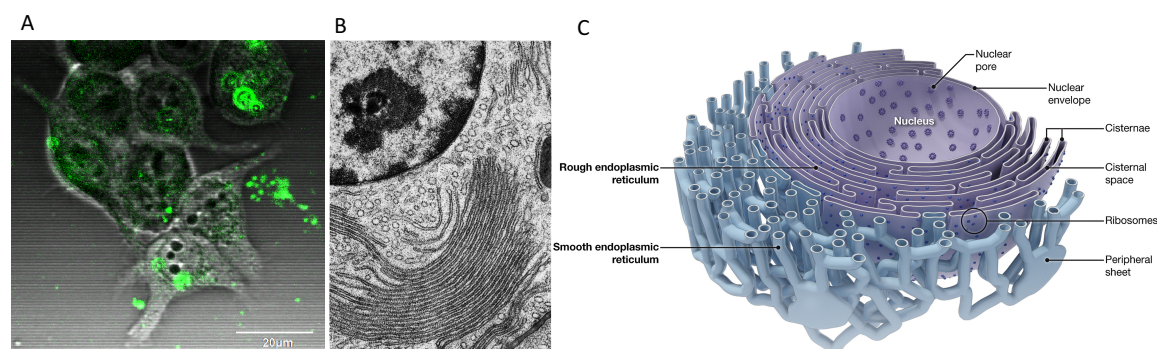 A
B
C
20µm
Nuclear
pore
Nuclear
envelope
Nucleus
Cisternae
Rough endoplasmic
reticulum
Cisternal
space
Ribosomes
Smooth endoplasmic
reticulum
Peripheral
sheet